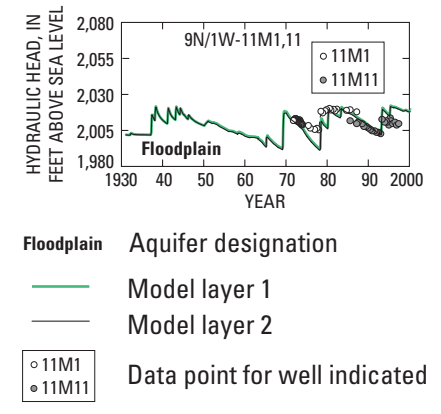 HYDRAULIC HEAD, IN
FEET ABOVE SEA LEVEL
2,080
2,055
2,030
2,005
1,980
9N/1W-11M1,11
11M1
11M11
Floodplain
1930 40 50 60 70 80 90 2000
YEAR
Floodplain Aquifer designation
Model layer 1
Model layer 2
11M1
11M11
Data point for well indicated